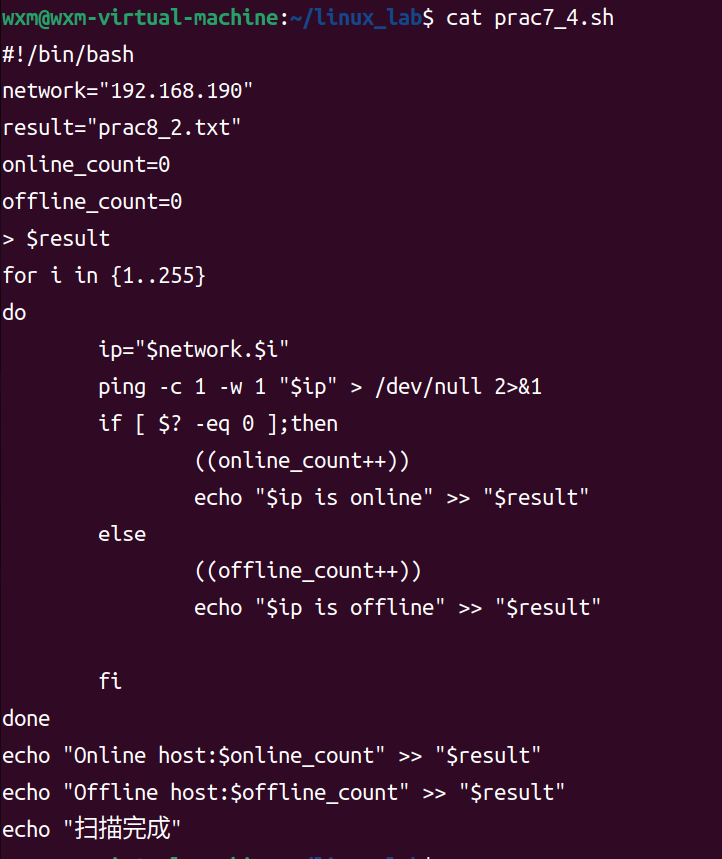 wxm@wxm-virtual-machine:~/linux_lab$ cat prac7_4.sh
#!/bin/bash
network="192.168.190"
result="prac8_2.txt"
online_count=0
offline_count=0
> $result
for i in {1..255}
do
        ip="$network.$i"
        ping -c 1 -w 1 "$ip" > /dev/null 2>&1
        if [ $? -eq 0 ];then
                ((online_count++))
                echo "$ip is online" >> "$result"
        else
                ((offline_count++))
                echo "$ip is offline" >> "$result"
        fi
done
echo "Online host:$online_count" >> "$result"
echo "Offline host:$offline_count" >> "$result"
echo "扫描完成"